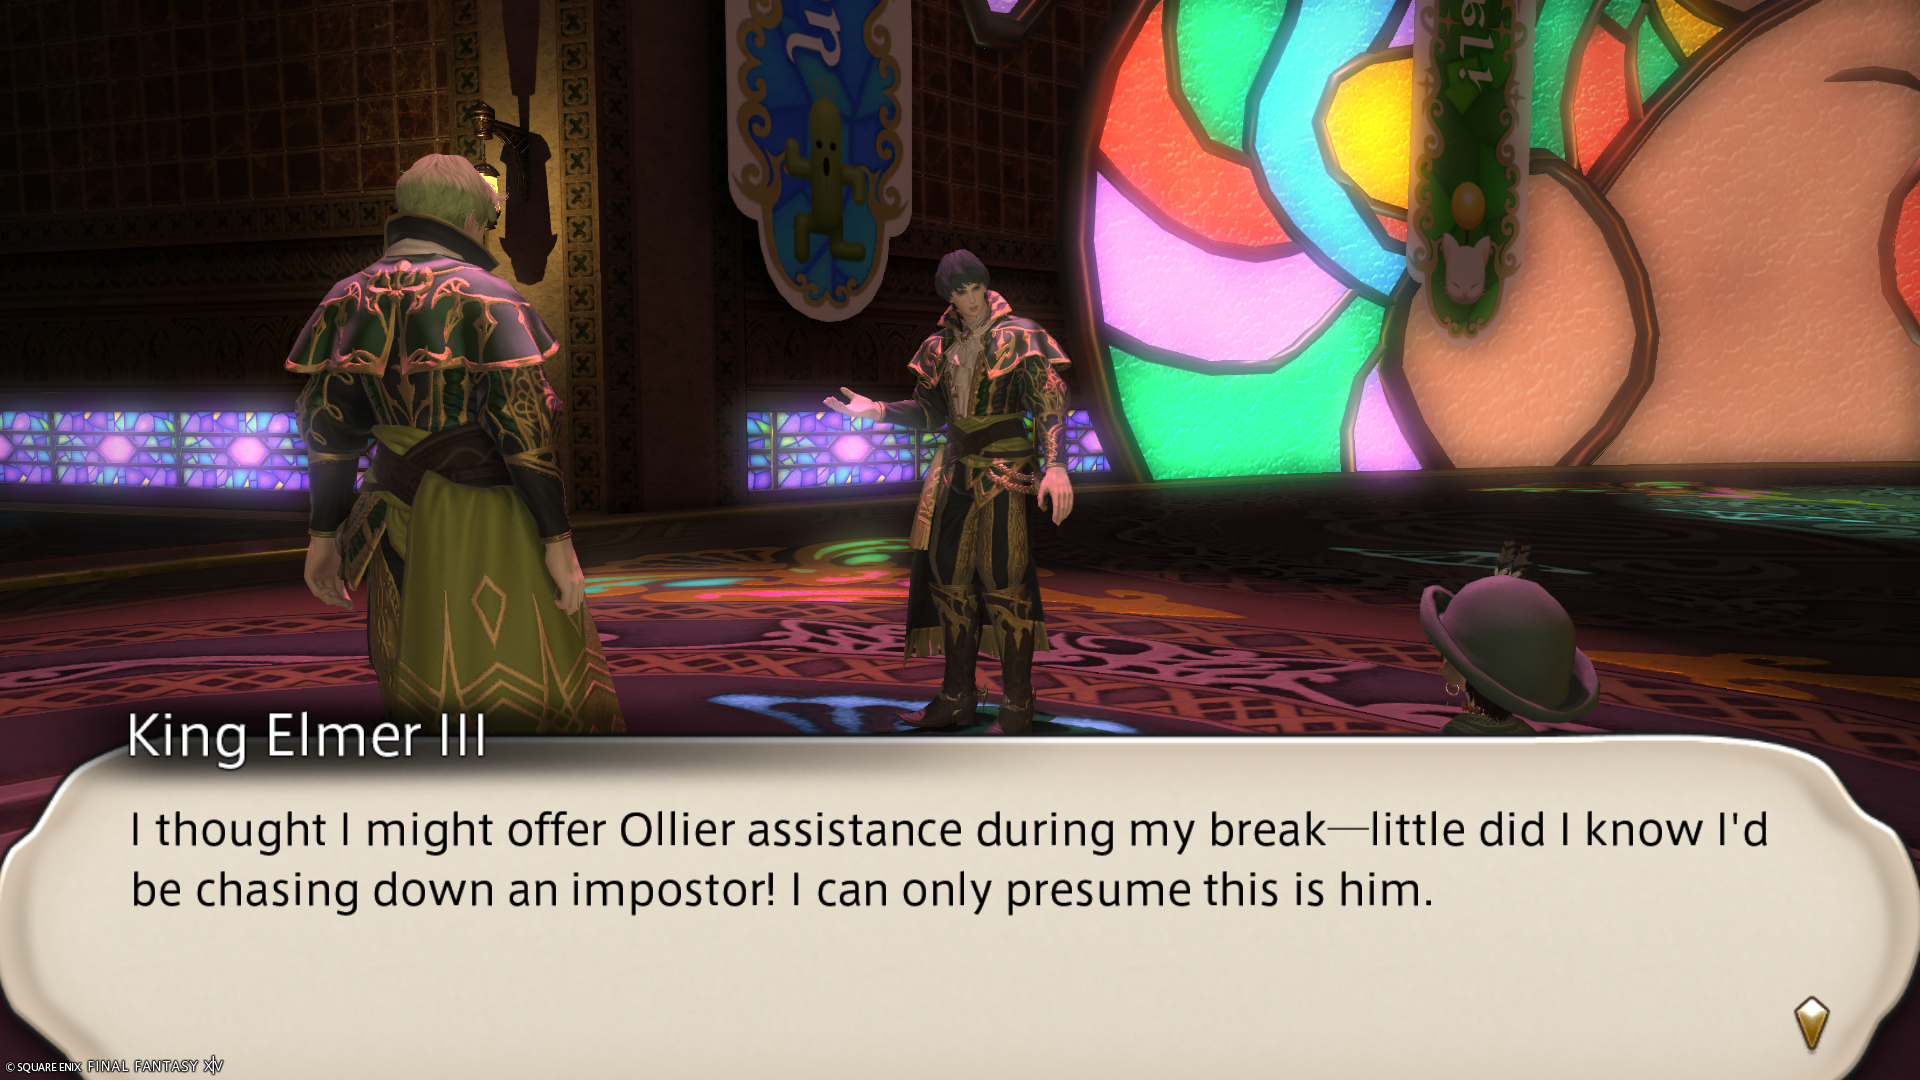 King Elmer III
I thought I might offer Ollier assistance during my break—little did I know I'd
be chasing down an impostor! I can only presume this is him.
© SQUARE ENIX FINAL FANTASY XIV